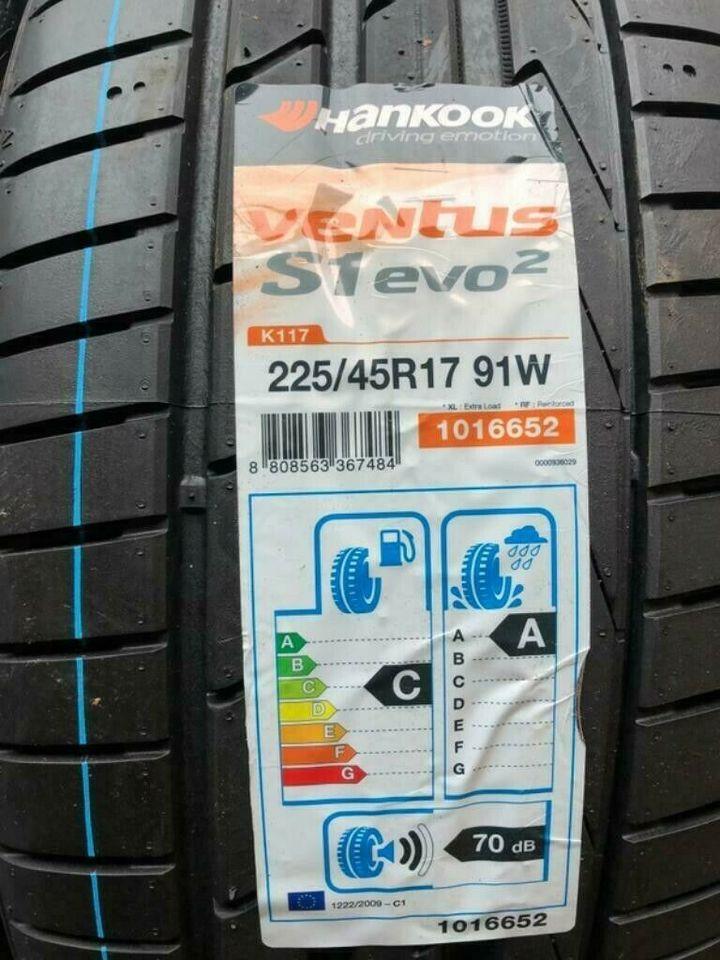 HANKOOK
driving emotion
VENTUS
S1 evo²
K117
225/45R17 91W
* XL : Extra Load * RF : Reinforced
1016652
8 808563 367484
0000936029
A
B
C
D
E
F
G
C
A
B
C
D
E
F
G
A
70 dB
1222/2009 - C1
1016652